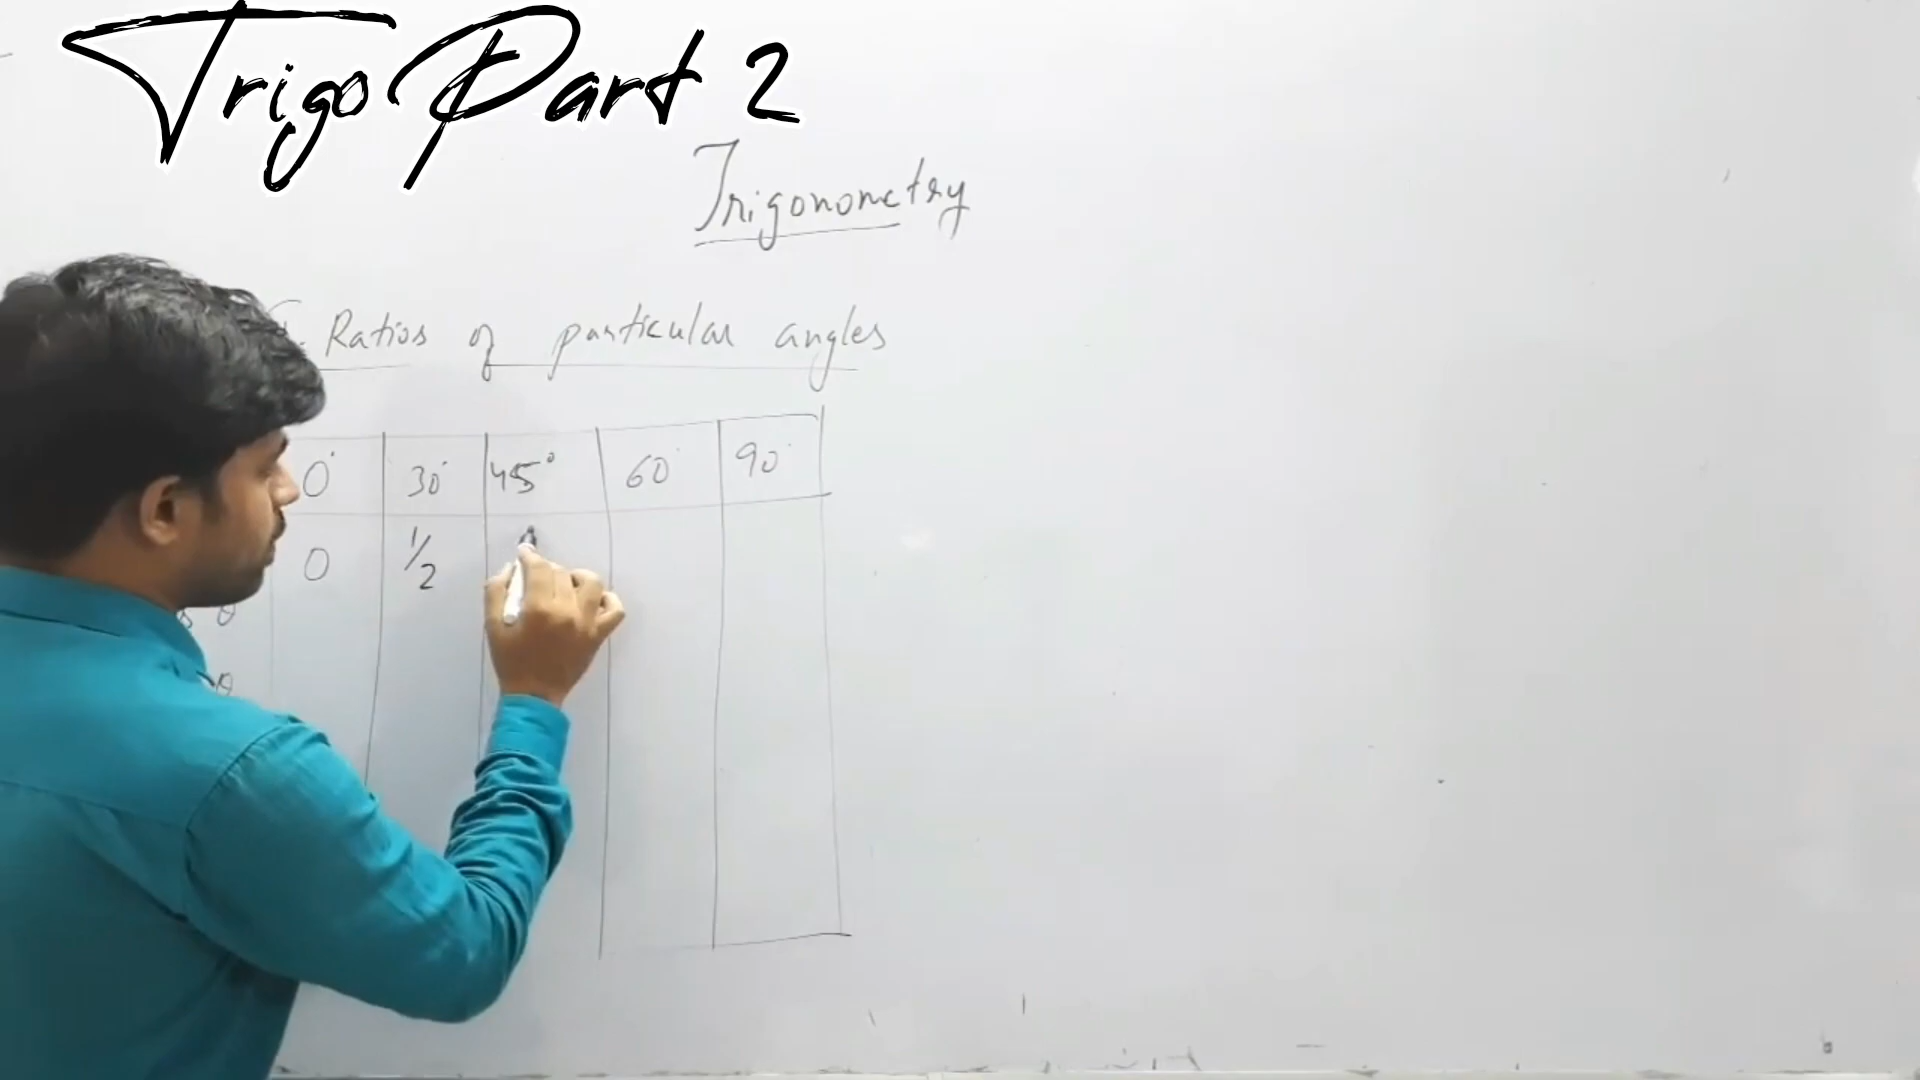 Trigo Part 2
Trigonometry
Ratios of particular angles
0° 30° 45° 60° 90°
0 1/2
θ
θ